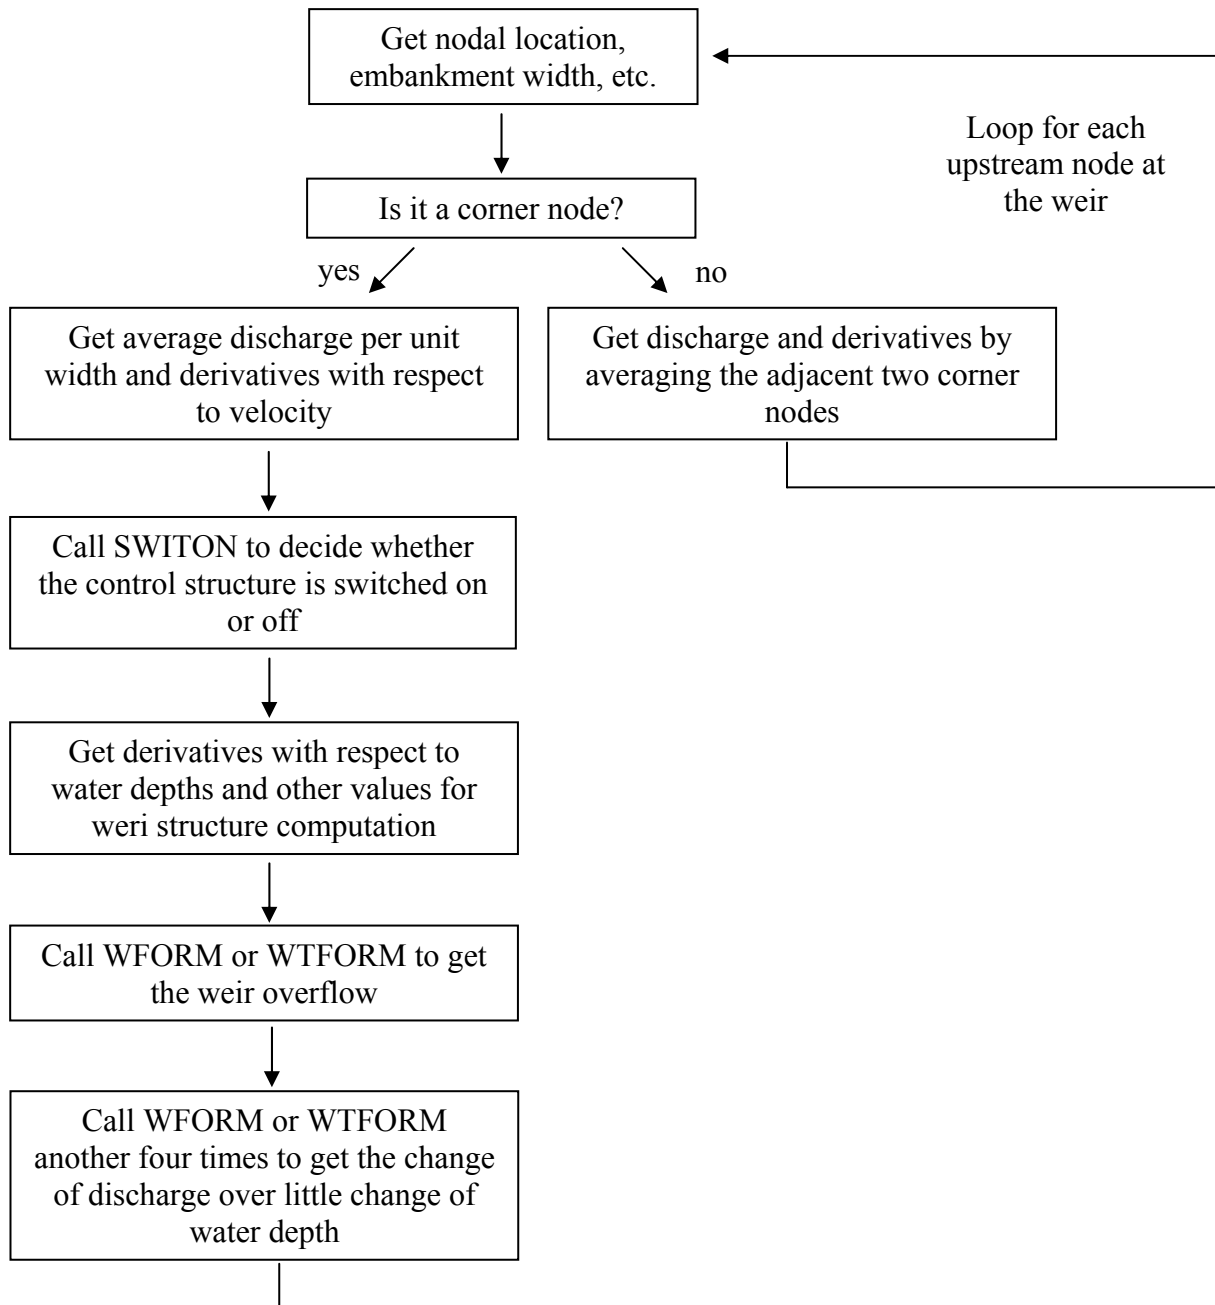 Get nodal location,
embankment width, etc.
Loop for each
upstream node at
the weir
Is it a corner node?
yes
no
Get average discharge per unit
width and derivatives with respect
to velocity
Get discharge and derivatives by
averaging the adjacent two corner
nodes
Call SWITON to decide whether
the control structure is switched on
or off
Get derivatives with respect to
water depths and other values for
weri structure computation
Call WFORM or WTFORM to get
the weir overflow
Call WFORM or WTFORM
another four times to get the change
of discharge over little change of
water depth